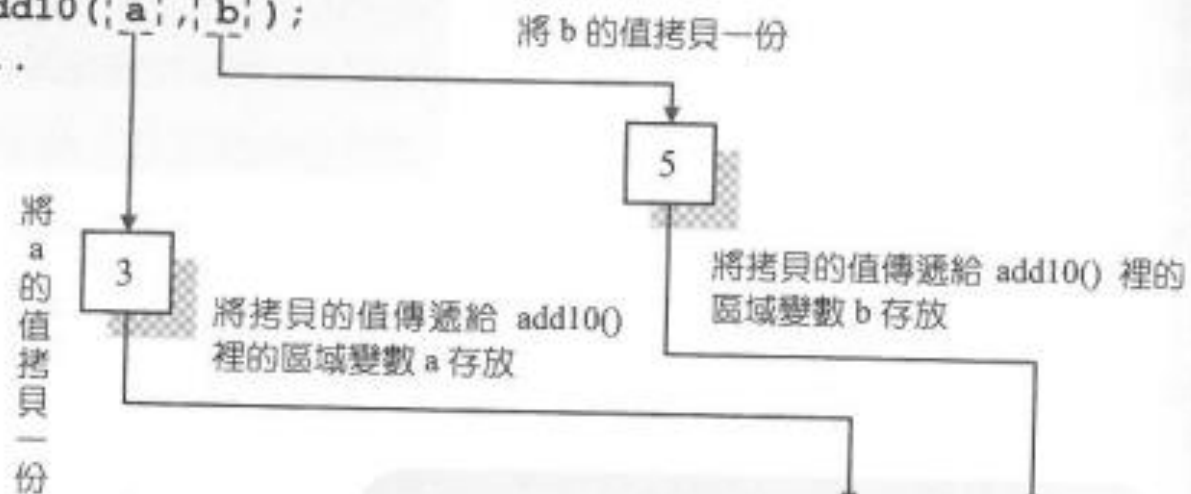 dd10(a, b);
..
將 b 的值拷貝一份
5
將 a 的值拷貝一份
3
將拷貝的值傳遞給 add10()
裡的區域變數 a 存放
將拷貝的值傳遞給 add10() 裡的
區域變數 b 存放